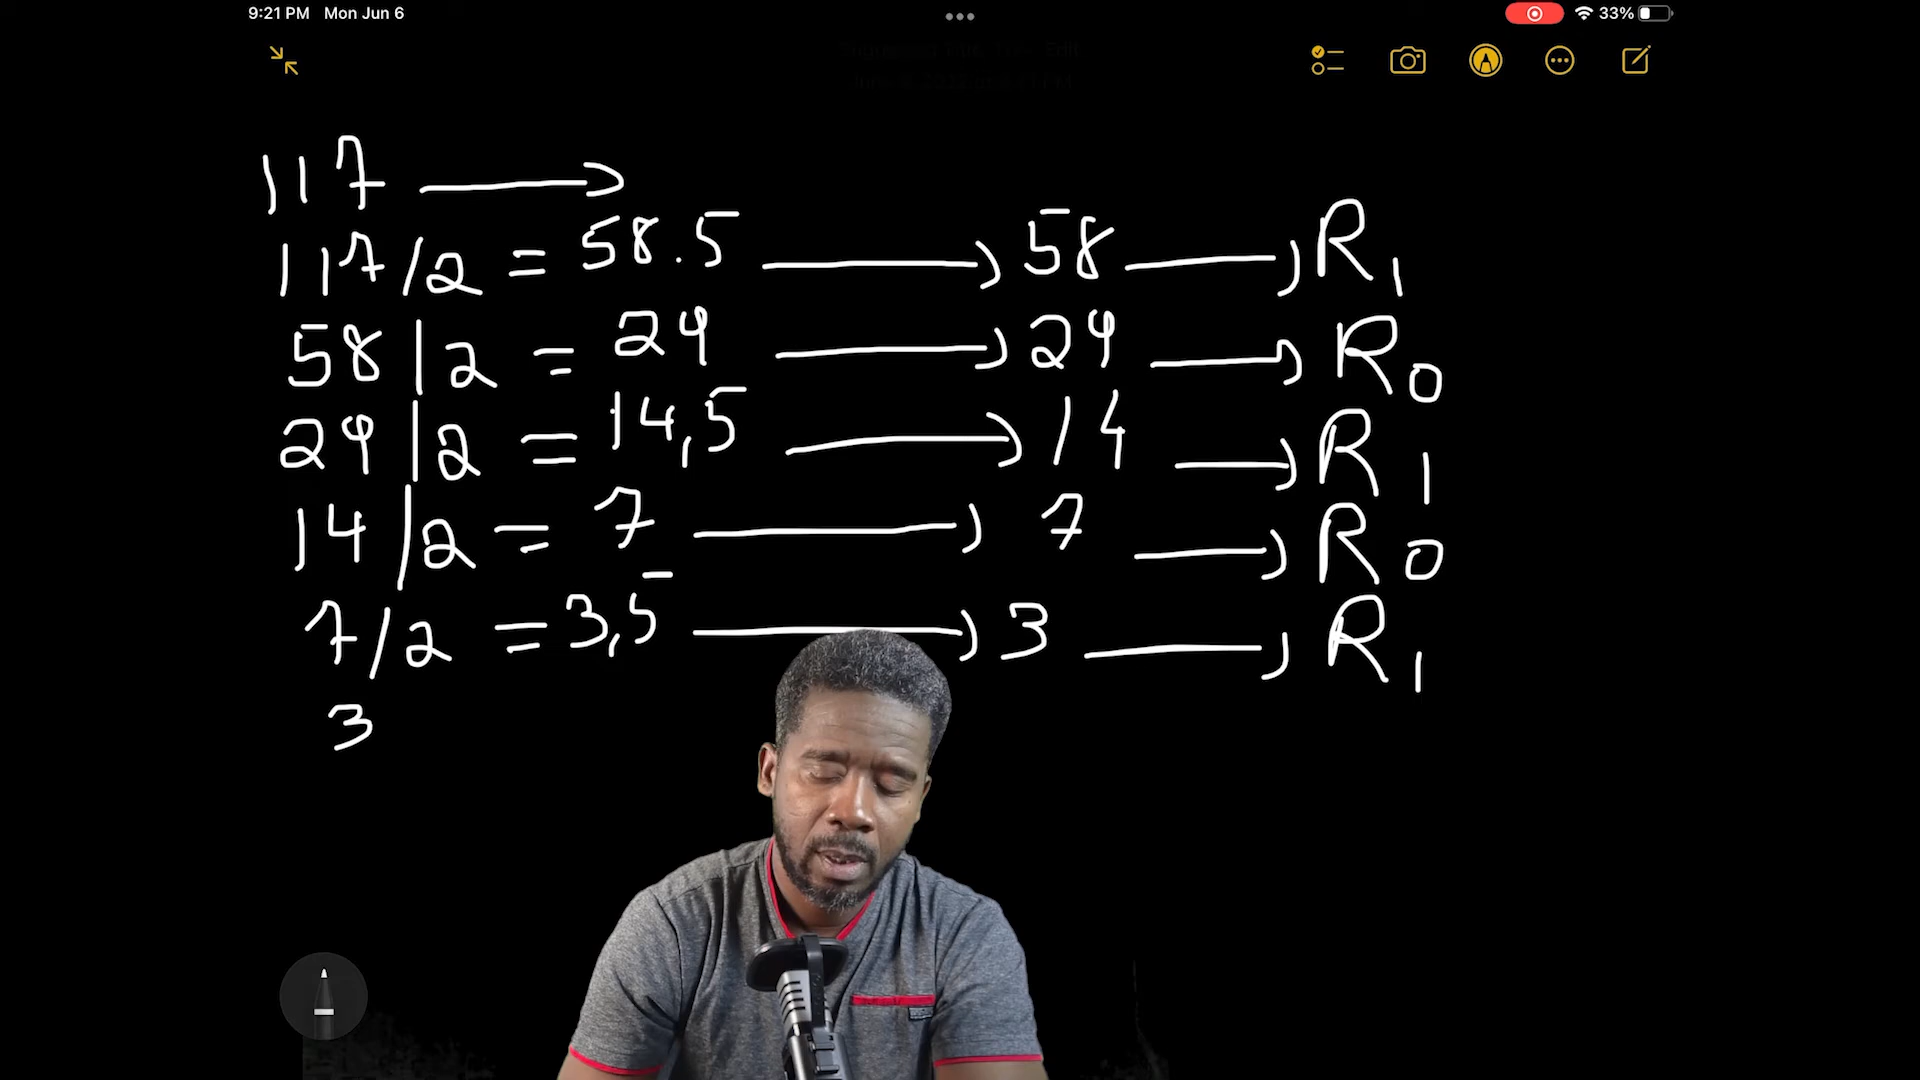 9:21 PM Mon Jun 6
33%
117 →
117/2 = 58.5 → 58 → R1
58/2 = 29 → 29 → R0
29/2 = 14,5 → 14 → R1
14/2 = 7 → 7 → R0
7/2 = 3,5 → 3 → R1
3